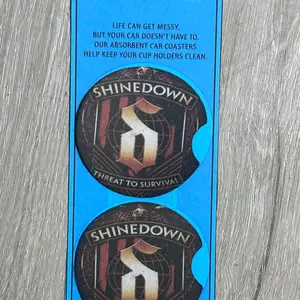 LIFE CAN GET MESSY,
BUT YOUR CAR DOESN'T HAVE TO.
OUR ABSORBENT CAR COASTERS
HELP KEEP YOUR CUP HOLDERS CLEAN.
SHINEDOWN
THREAT TO SURVIVAL
SHINEDOWN